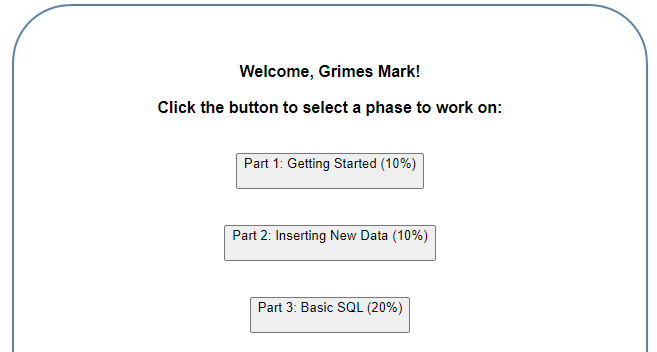 Welcome, Grimes Mark!
Click the button to select a phase to work on:
Part 1: Getting Started (10%)
Part 2: Inserting New Data (10%)
Part 3: Basic SQL (20%)